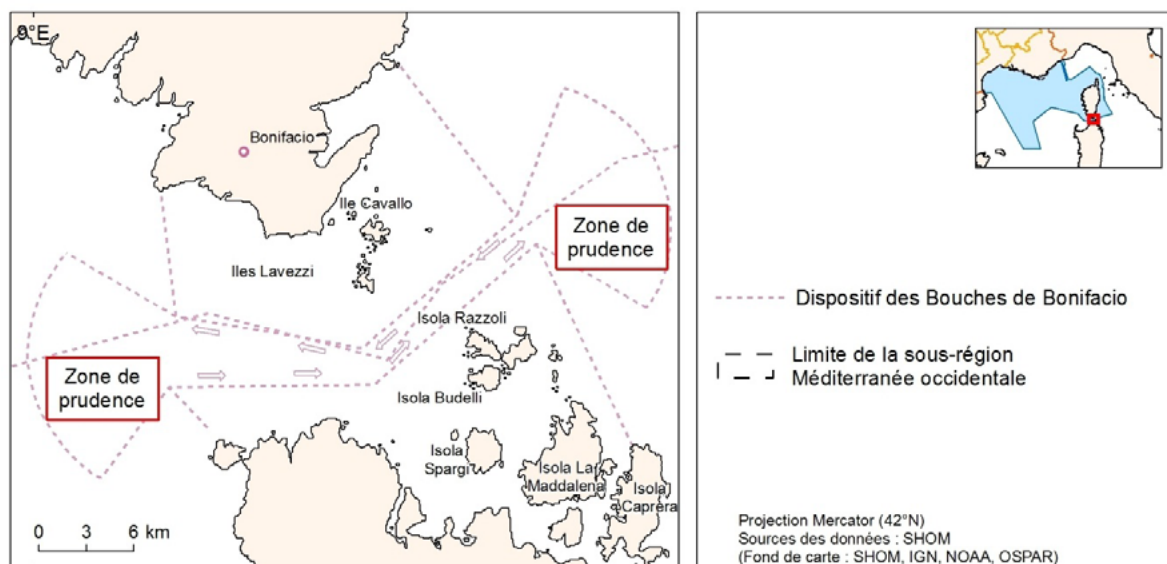 9°E
Bonifacio
Ile Cavallo
Zone de
prudence
Iles Lavezzi
Isola Razzoli
Zone de
prudence
Isola Budelli
Isola
Spargi
Isola La
Maddalena
Isola
Caprera
0 3 6 km
Dispositif des Bouches de Bonifacio
Limite de la sous-région
Méditerranée occidentale
Projection Mercator (42°N)
Sources des données : SHOM
(Fond de carte : SHOM, IGN, NOAA, OSPAR)